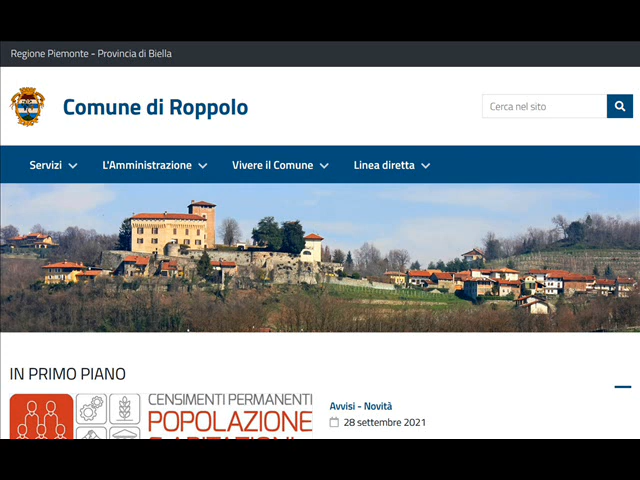 Regione Piemonte - Provincia di Biella
Comune di Roppolo
Cerca nel sito
Servizi L'Amministrazione Vivere il Comune Linea diretta
IN PRIMO PIANO
CENSIMENTI PERMANENTI
POPOLAZIONE
E ABITAZIONI
Avvisi - Novità
28 settembre 2021